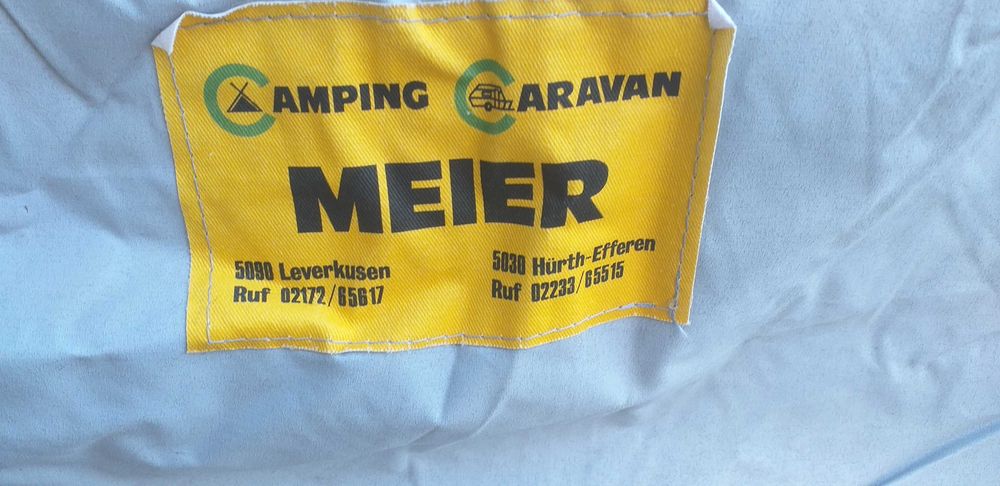 CAMPING CARAVAN
MEIER
5090 Leverkusen
Ruf 02172/65617
5030 Hürth-Efferen
Ruf 02233/65515